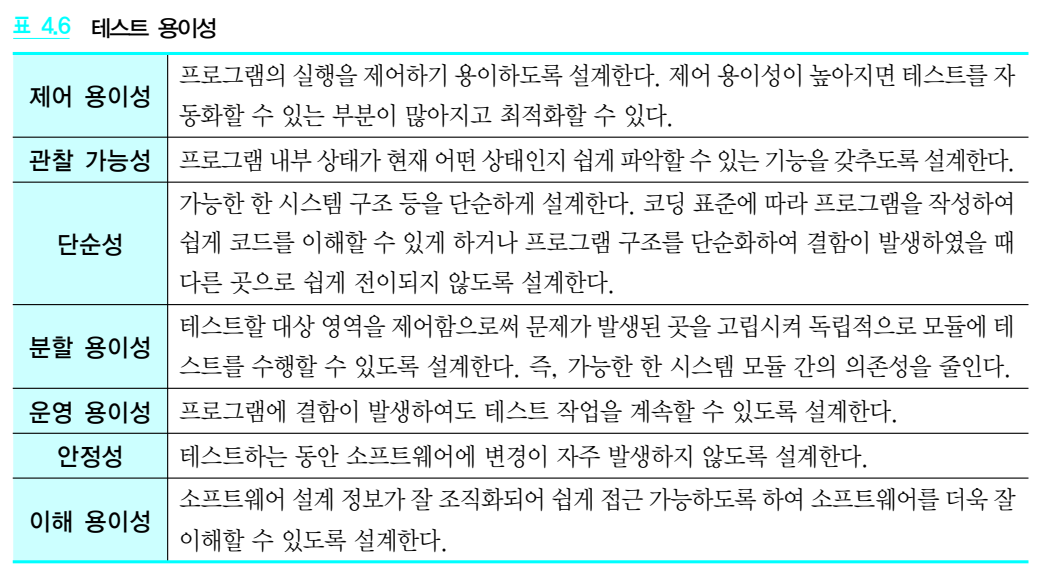 표 4.6 테스트 용이성
제어 용이성
프로그램의 실행을 제어하기 용이하도록 설계한다. 제어 용이성이 높아지면 테스트를 자
동화할 수 있는 부분이 많아지고 최적화할 수 있다.
관찰 가능성
프로그램 내부 상태가 현재 어떤 상태인지 쉽게 파악할 수 있는 기능을 갖추도록 설계한다.
단순성
가능한 한 시스템 구조 등을 단순하게 설계한다. 코딩 표준에 따라 프로그램을 작성하여
쉽게 코드를 이해할 수 있게 하거나 프로그램 구조를 단순화하여 결함이 발생하였을 때
다른 곳으로 쉽게 전이되지 않도록 설계한다.
분할 용이성
테스트할 대상 영역을 제어함으로써 문제가 발생된 곳을 고립시켜 독립적으로 모듈에 테
스트를 수행할 수 있도록 설계한다. 즉, 가능한 한 시스템 모듈 간의 의존성을 줄인다.
운영 용이성
프로그램에 결함이 발생하여도 테스트 작업을 계속할 수 있도록 설계한다.
안정성
테스트하는 동안 소프트웨어에 변경이 자주 발생하지 않도록 설계한다.
이해 용이성
소프트웨어 설계 정보가 잘 조직화되어 쉽게 접근 가능하도록 하여 소프트웨어를 더욱 잘
이해할 수 있도록 설계한다.